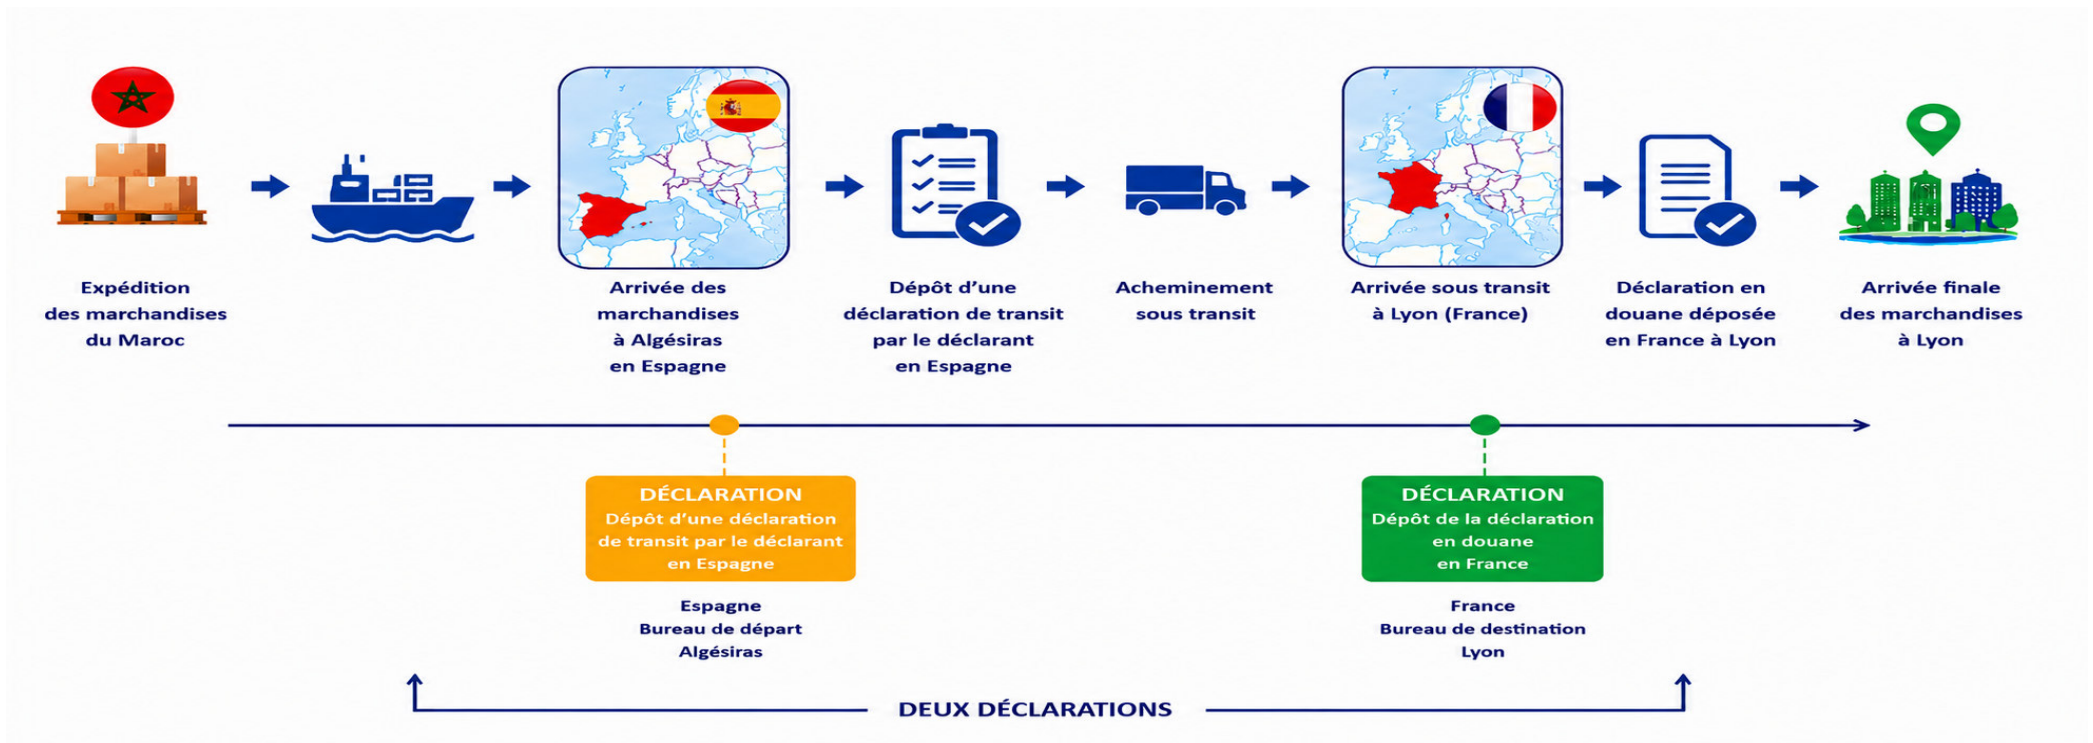 Expédition
des marchandises
du Maroc
Arrivée des
marchandises
à Algésiras
en Espagne
Dépôt d’une
déclaration de transit
par le déclarant
en Espagne
Acheminement
sous transit
Arrivée sous transit
à Lyon (France)
Déclaration en
douane déposée
en France à Lyon
Arrivée finale
des marchandises
à Lyon
DÉCLARATION
Dépôt d’une déclaration
de transit par le déclarant
en Espagne
Espagne
Bureau de départ
Algésiras
DÉCLARATION
Dépôt de la déclaration
en douane
en France
France
Bureau de destination
Lyon
DEUX DÉCLARATIONS